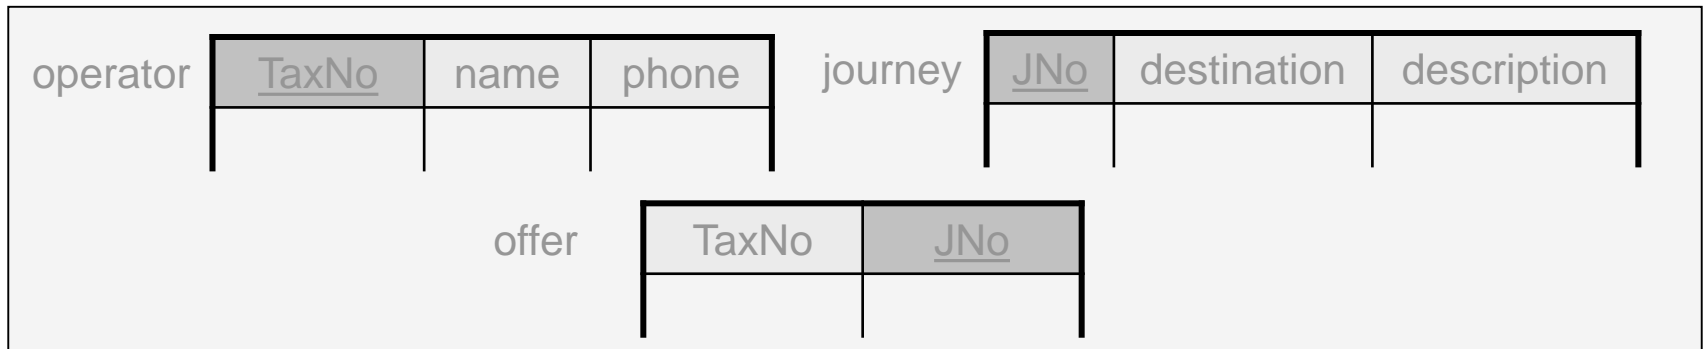 operator TaxNo name phone journey JNo destination description
offer TaxNo JNo